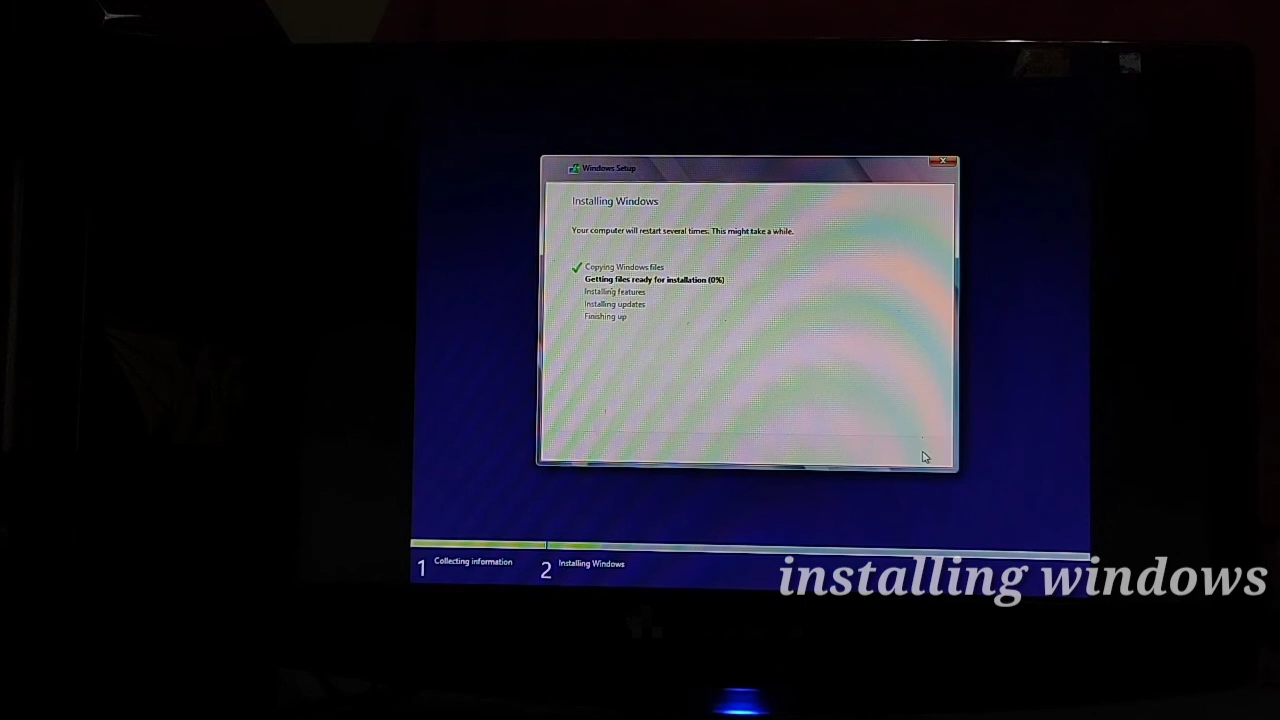 Windows Setup
Installing Windows
Your computer will restart several times. This might take a while.
Copying Windows files
Getting files ready for installation (0%)
Installing features
Installing updates
Finishing up
1 Collecting information
2 Installing Windows
installing windows